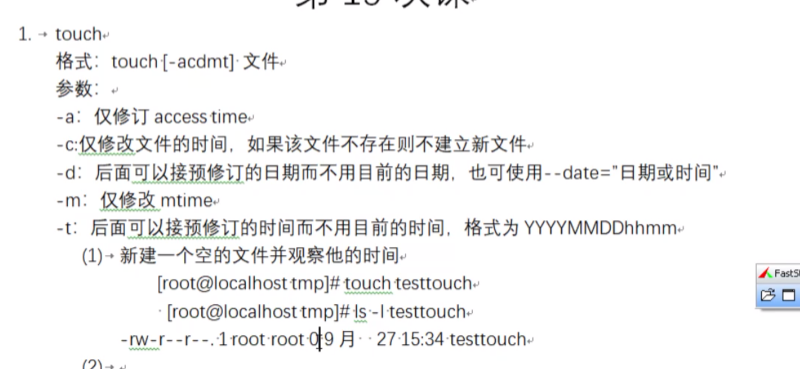 第 10 次课
1. touch
格式：touch [-acdmt] 文件
参数：
-a：仅修订 access time
-c:仅修改文件的时间，如果该文件不存在则不建立新文件
-d：后面可以接预修订的日期而不用目前的日期，也可使用--date="日期或时间"
-m：仅修改 mtime
-t：后面可以接预修订的时间而不用目前的时间，格式为 YYYYMMDDhhmm
(1) 新建一个空的文件并观察他的时间
[root@localhost tmp]# touch testtouch
[root@localhost tmp]# ls -l testtouch
-rw-r--r--. 1 root root 0 9 月 27 15:34 testtouch
(2)